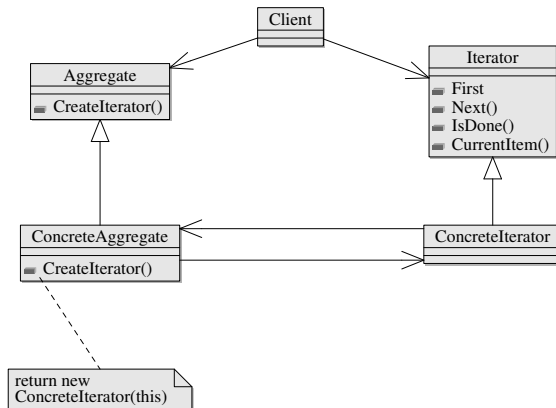 Client
Aggregate
CreateIterator()
Iterator
First
Next()
IsDone()
CurrentItem()
ConcreteAggregate
CreateIterator()
ConcreteIterator
return new
ConcreteIterator(this)